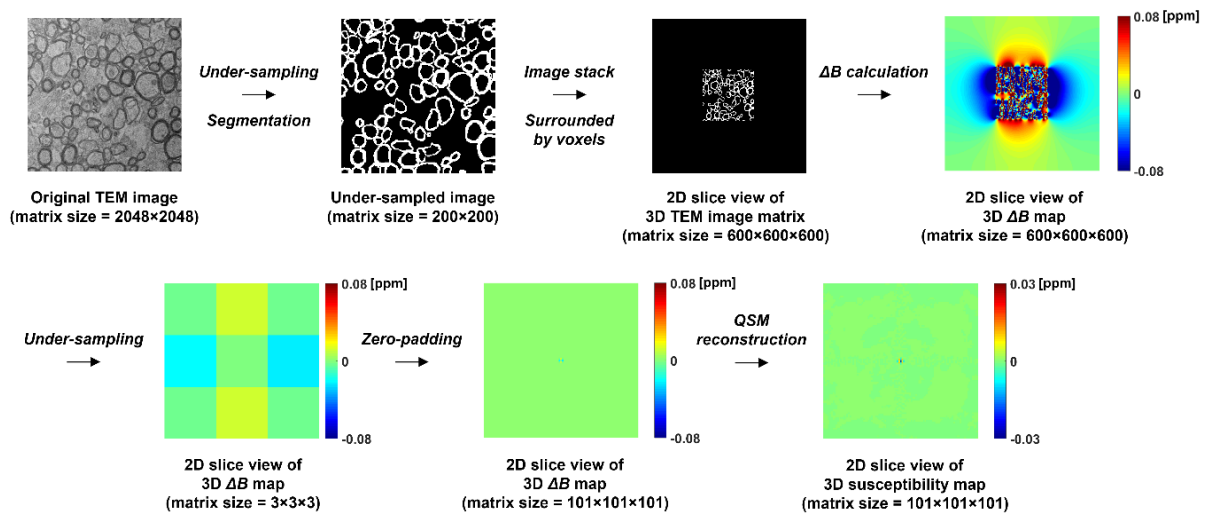 Under-sampling
Segmentation
Image stack
Surrounded
by voxels
ΔB calculation
0.08 [ppm]
0
-0.08
Original TEM image
(matrix size = 2048×2048)
Under-sampled image
(matrix size = 200×200)
2D slice view of
3D TEM image matrix
(matrix size = 600×600×600)
2D slice view of
3D ΔB map
(matrix size = 600×600×600)
Under-sampling
0.08 [ppm]
0
-0.08
Zero-padding
0.08 [ppm]
0
-0.08
QSM
reconstruction
0.03 [ppm]
0
-0.03
2D slice view of
3D ΔB map
(matrix size = 3×3×3)
2D slice view of
3D ΔB map
(matrix size = 101×101×101)
2D slice view of
3D susceptibility map
(matrix size = 101×101×101)